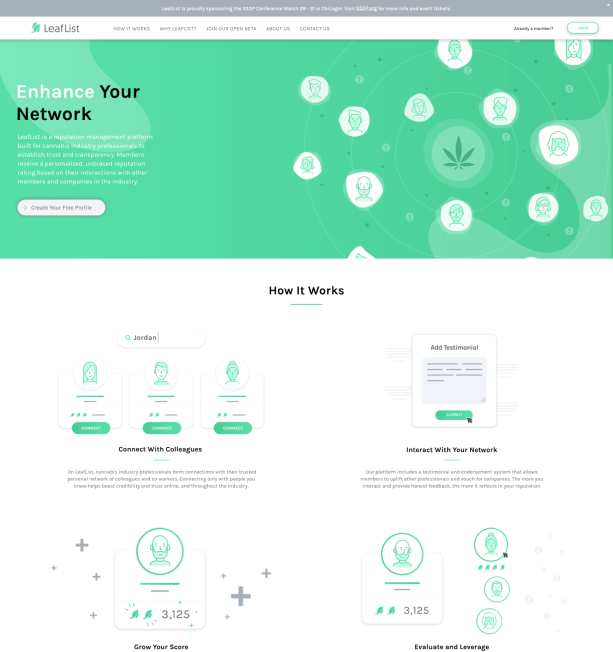 LeafList is proudly sponsoring the SSDP Conference March 29 - 31 in Chicago! Visit SSDP.org for more info and event tickets.
×
LeafList
HOW IT WORKS WHY LEAFLIST? JOIN OUR OPEN BETA ABOUT US CONTACT US Already a member? LOGIN
Enhance Your
Network
LeafList is a reputation management platform
built for cannabis industry professionals to
establish trust and transparency. Members
receive a personalized, unbiased reputation
rating based on their interactions with other
members and companies in the industry.
Create Your Free Profile
How It Works
Jordan
CONNECT CONNECT CONNECT
Connect With Colleagues
On LeafList, cannabis industry professionals form connections with their trusted
personal network of colleagues and co-workers. Connecting only with people you
know helps boost credibility and trust online, and throughout the industry.
Add Testimonial
SUBMIT
Interact With Your Network
Our platform includes a testimonial and endorsement system that allows
members to uplift other professionals and vouch for companies. The more you
interact and provide honest feedback, the more it reflects in your reputation.
3,125
Grow Your Score
3,125
Evaluate and Leverage